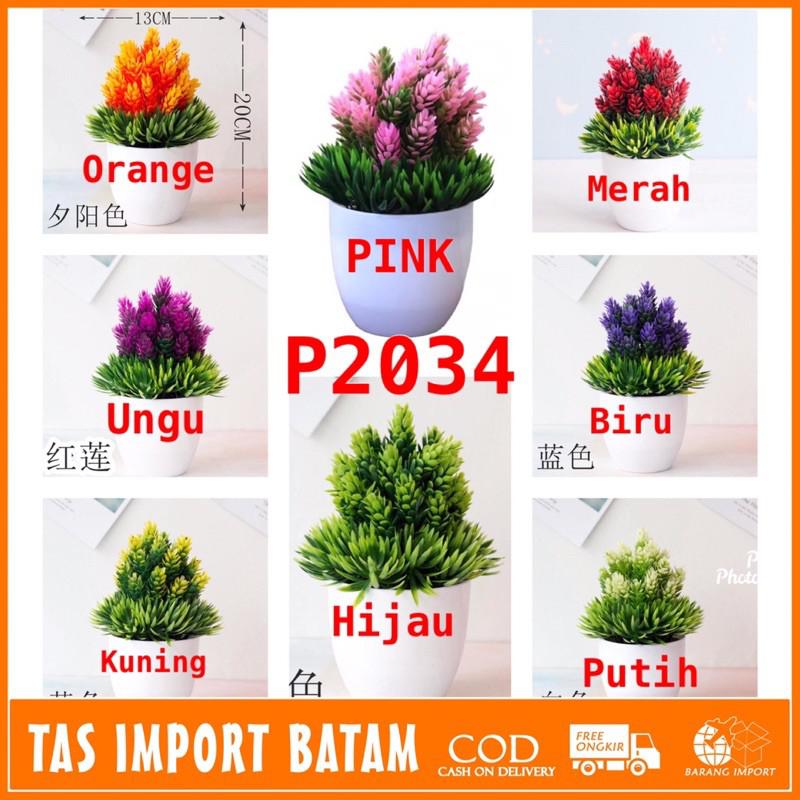 13CM
20CM
Orange
夕阳色
PINK
Merah
P2034
Ungu
红莲
Biru
蓝色
Kuning
Hijau
色
Putih
TAS IMPORT BATAM
COD
CASH ON DELIVERY
FREE
ONGKIR
BARANG IMPORT